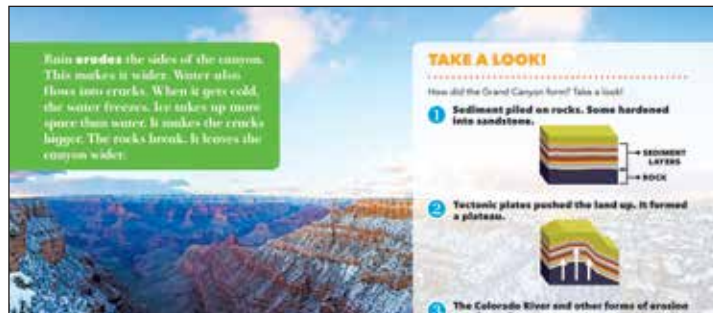 Rain erodes the sides of the canyon.
This makes it wider. Water also
flows into cracks. When it gets cold,
the water freezes. Ice takes up more
space than water. It makes the cracks
bigger. The rocks break. It leaves the
canyon wider.
TAKE A LOOK!
How did the Grand Canyon form? Take a look!
1 Sediment piled on rocks. Some hardened
into sandstone.
SEDIMENT
LAYERS
ROCK
2 Tectonic plates pushed the land up. It formed
a plateau.
3 The Colorado River and other forms of erosion